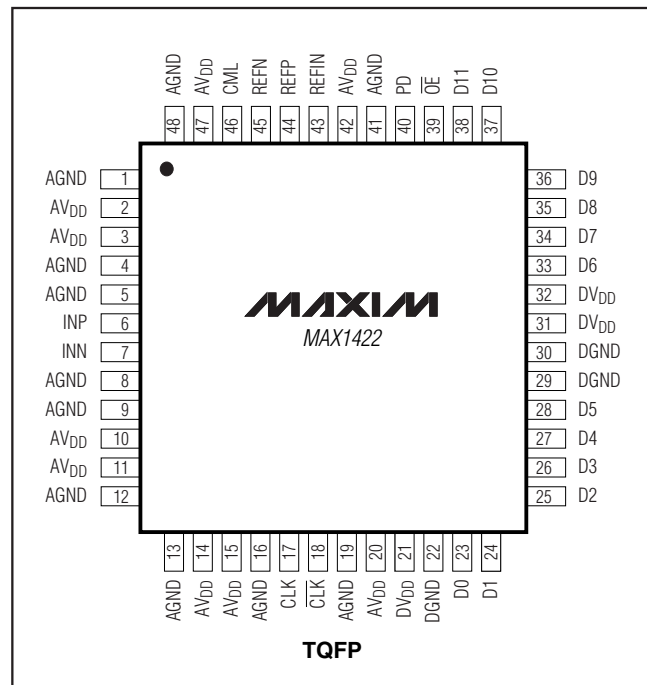 AGND AVDD CML REFN REFP REFIN AVDD AGND PD OE D11 D10
48 47 46 45 44 43 42 41 40 39 38 37
AGND 1
AVDD 2
AVDD 3
AGND 4
AGND 5
INP 6
INN 7
AGND 8
AGND 9
AVDD 10
AVDD 11
AGND 12
MAXIM
MAX1422
36 D9
35 D8
34 D7
33 D6
32 DVDD
31 DVDD
30 DGND
29 DGND
28 D5
27 D4
26 D3
25 D2
13 14 15 16 17 18 19 20 21 22 23 24
AGND AVDD AVDD AGND CLK CLK AGND AVDD DVDD DGND D0 D1
TQFP